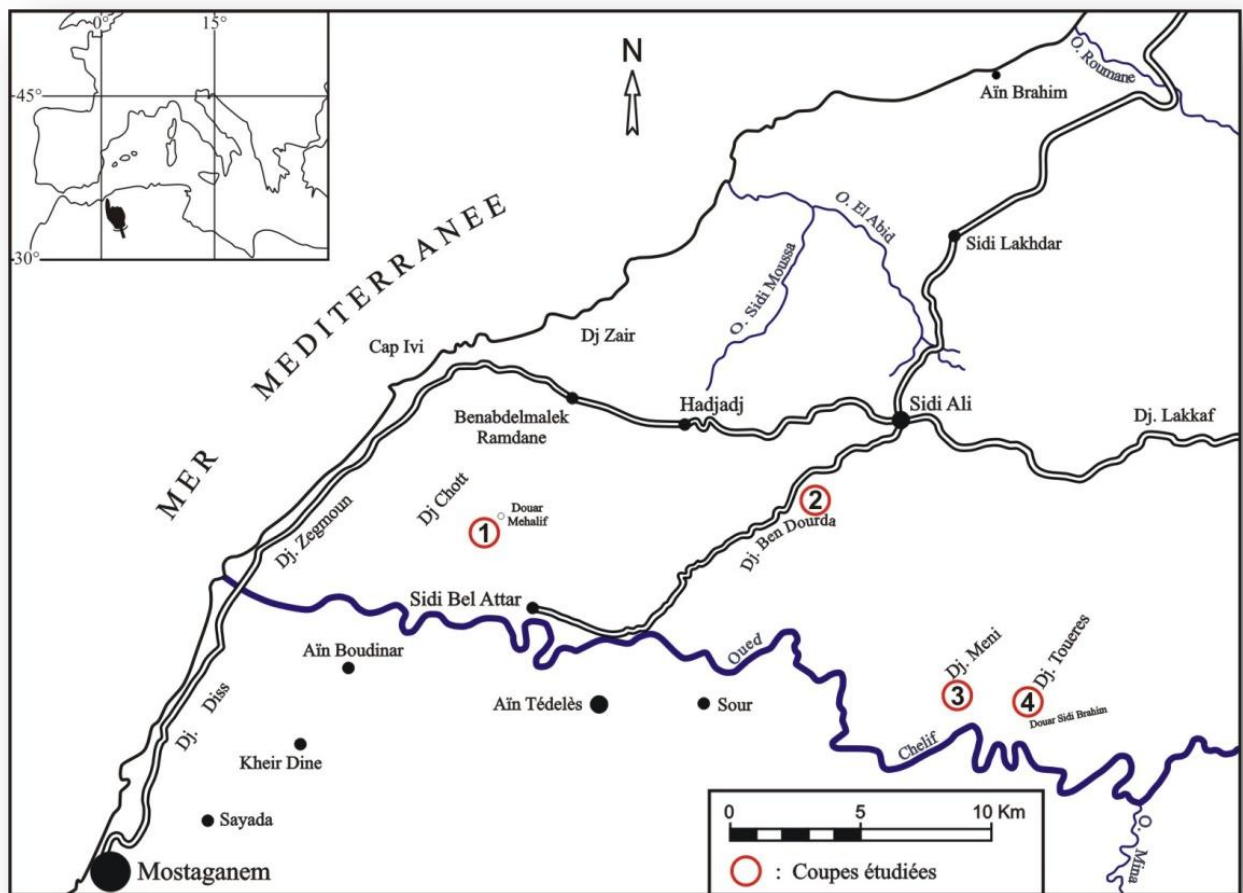 0°
15°
45°
30°
N
MER MEDITERRANEE
O. Roumane
Aïn Brahim
O. El Abid
O. Sidi Moussa
Sidi Lakhdar
Cap Ivi
Dj Zair
Benabdelmalek
Ramdane
Hadjadj
Sidi Ali
Dj. Lakkaf
Dj. Zegmoun
Dj Chott
Douar
Mehalif
1
2
Dj. Ben Dourda
Sidi Bel Attar
Oued
Aïn Boudinar
Dj. Diss
Aïn Tédelès
Sour
Dj. Meni
3
Dj. Toueres
4
Douar Sidi Brahim
Chelif
Kheir Dine
Sayada
Mostaganem
O. Mina
0 5 10 Km
: Coupes étudiées